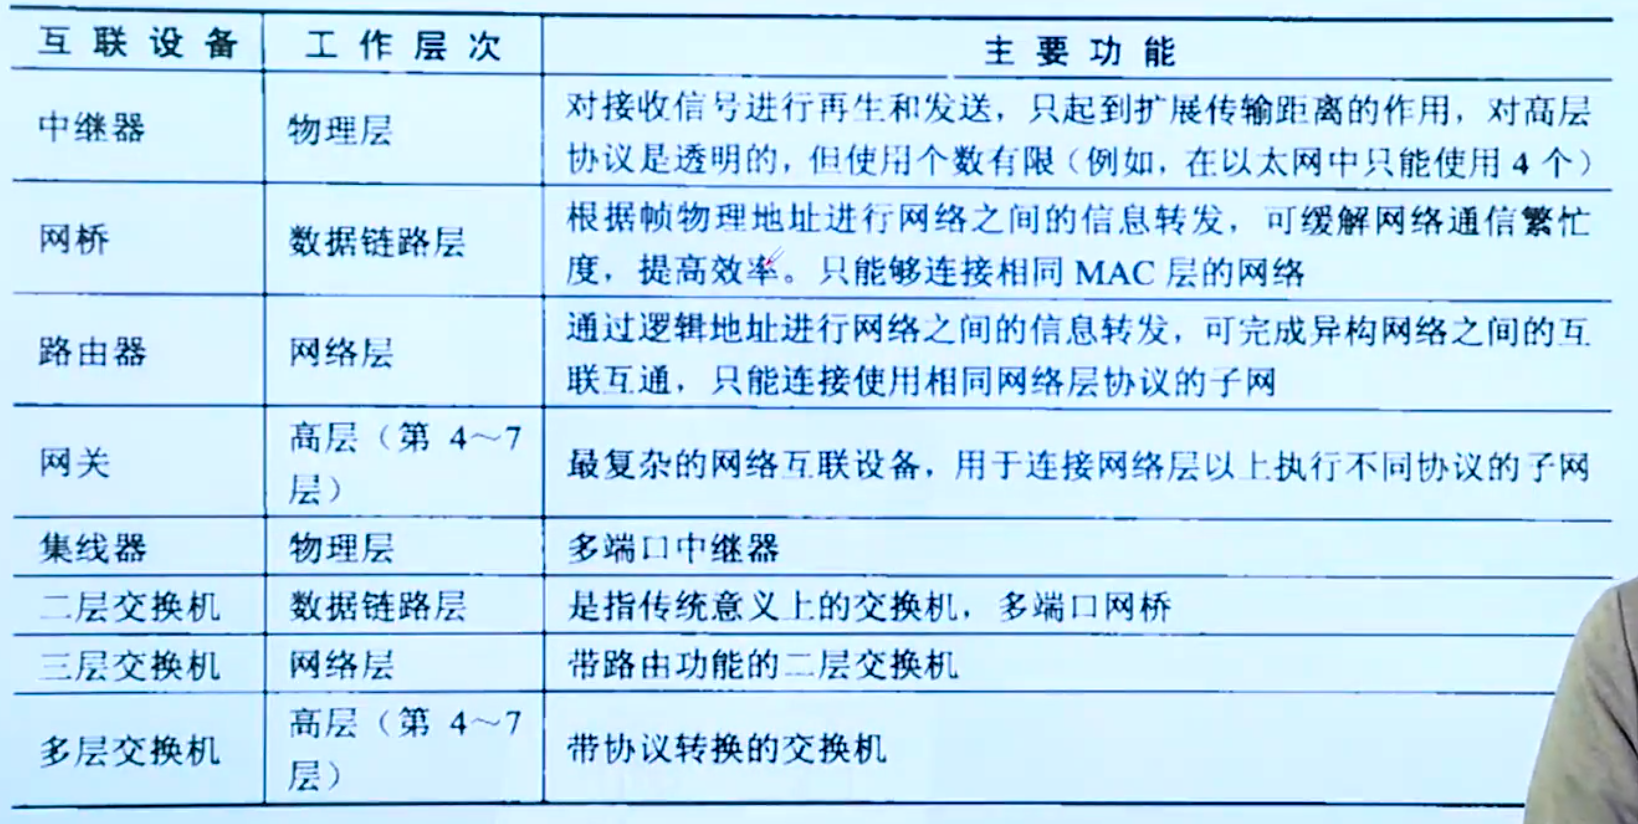 互联设备 工作层次 主要功能
中继器 物理层 对接收信号进行再生和发送，只起到扩展传输距离的作用，对高层
协议是透明的，但使用个数有限（例如，在以太网中只能使用 4 个）
网桥 数据链路层 根据帧物理地址进行网络之间的信息转发，可缓解网络通信繁忙
度，提高效率。只能够连接相同 MAC 层的网络
路由器 网络层 通过逻辑地址进行网络之间的信息转发，可完成异构网络之间的互
联互通，只能连接使用相同网络层协议的子网
网关 高层（第 4～7
层） 最复杂的网络互联设备，用于连接网络层以上执行不同协议的子网
集线器 物理层 多端口中继器
二层交换机 数据链路层 是指传统意义上的交换机，多端口网桥
三层交换机 网络层 带路由功能的二层交换机
多层交换机 高层（第 4～7
层） 带协议转换的交换机